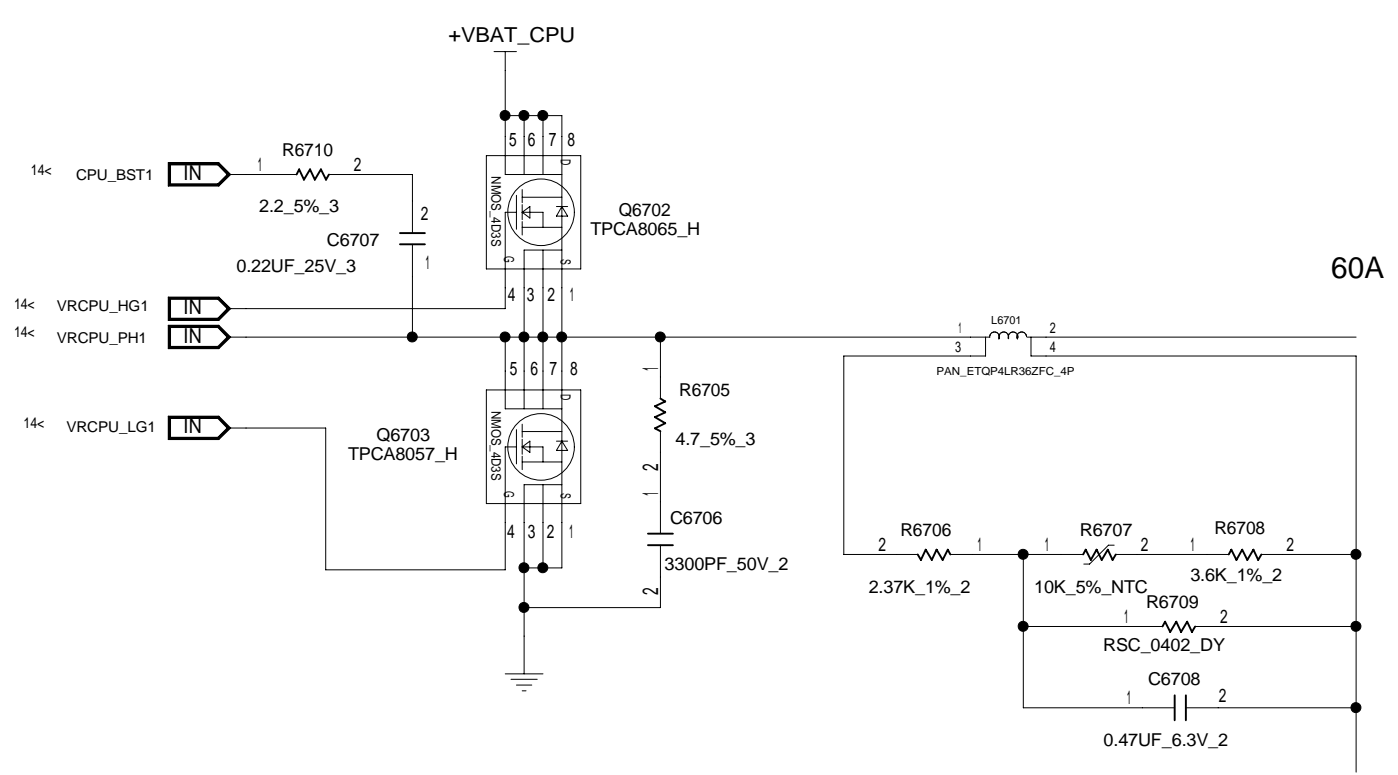 +VBAT_CPU
5 6 7 8
D
NMOS_4D3S
G S
4 3 2 1
Q6702
TPCA8065_H
14< CPU_BST1 IN
1 R6710 2
2.2_5%_3
2
C6707
0.22UF_25V_3
1
60A
14< VRCPU_HG1 IN
14< VRCPU_PH1 IN
1 L6701 2
3 4
PAN_ETQP4LR36ZFC_4P
5 6 7 8
D
NMOS_4D3S
G S
4 3 2 1
Q6703
TPCA8057_H
14< VRCPU_LG1 IN
1
R6705
4.7_5%_3
2
1
C6706
3300PF_50V_2
2
2 R6706 1
2.37K_1%_2
1 R6707 2
10K_5%_NTC
1 R6708 2
3.6K_1%_2
R6709
1 2
RSC_0402_DY
C6708
1 2
0.47UF_6.3V_2